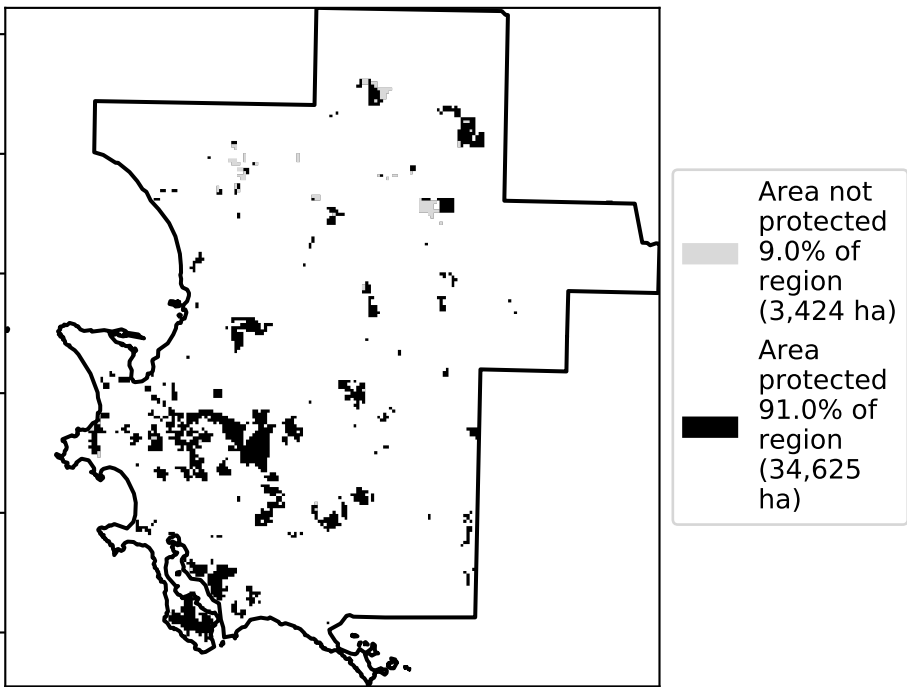 Area not
protected
9.0% of
region
(3,424 ha)
Area
protected
91.0% of
region
(34,625
ha)